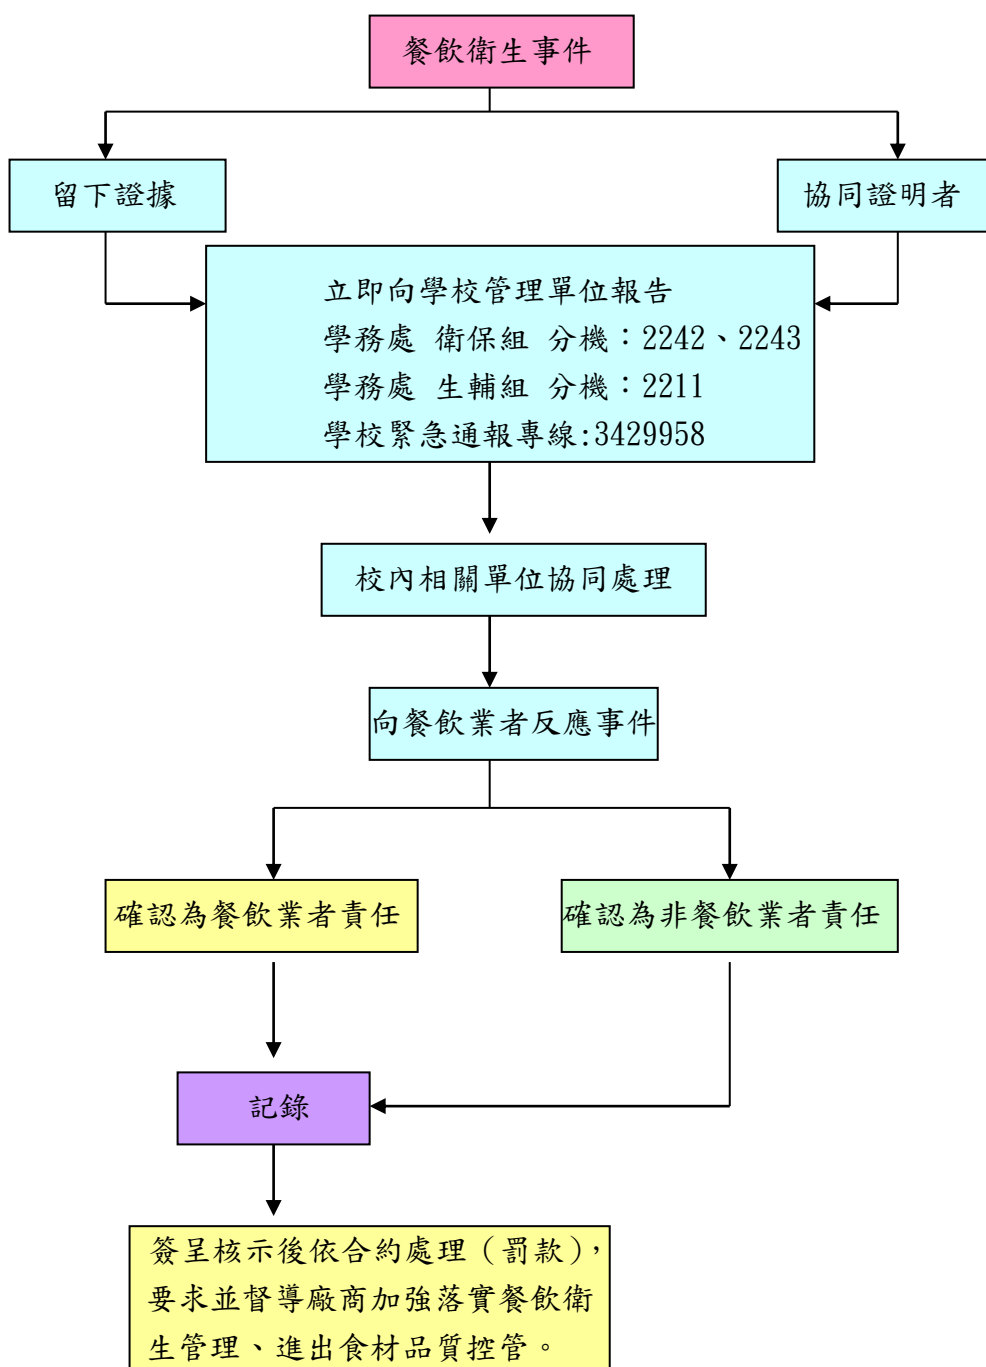 餐飲衛生事件
留下證據
協同證明者
立即向學校管理單位報告
學務處 衛保組 分機：2242、2243
學務處 生輔組 分機：2211
學校緊急通報專線:3429958
校內相關單位協同處理
向餐飲業者反應事件
確認為餐飲業者責任
確認為非餐飲業者責任
記錄
簽呈核示後依合約處理（罰款），
要求並督導廠商加強落實餐飲衛
生管理、進出食材品質控管。